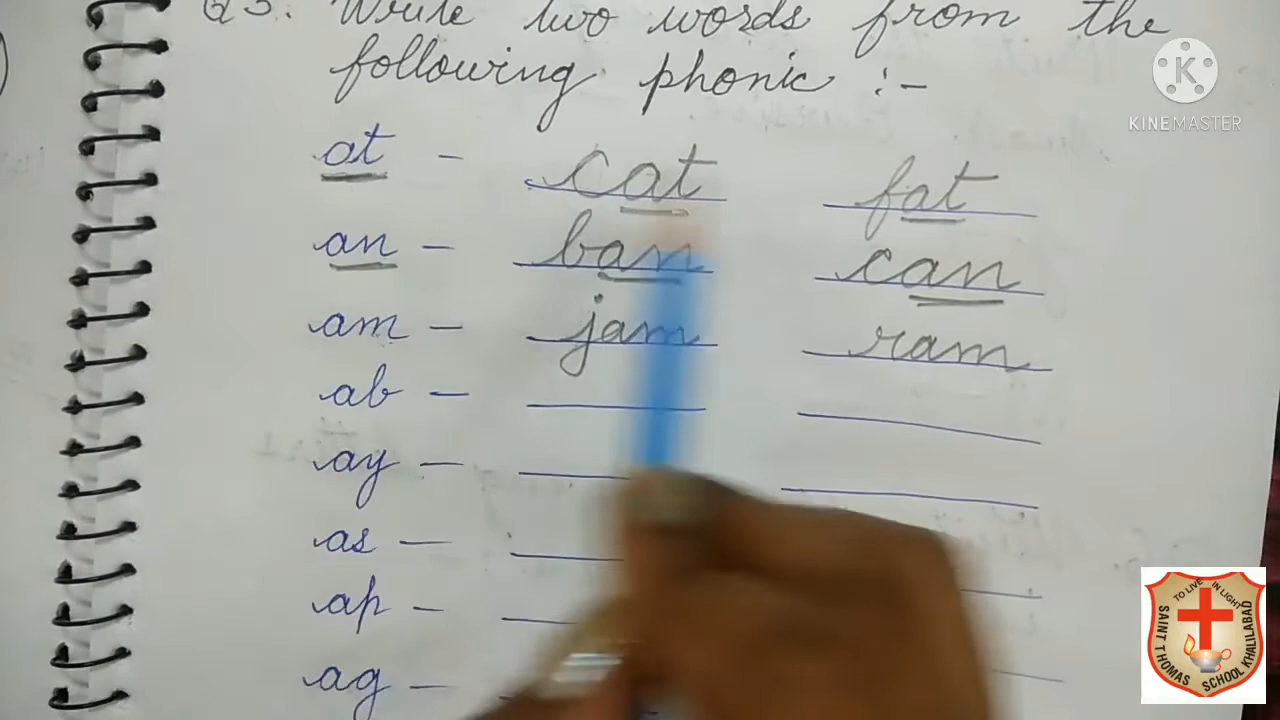 Q3. Write two words from the
following phonic :-
at - cat fat
an - ban can
am - jam ram
ab -
ay -
as -
ap -
ag -
KINEMASTER
TO LIVE IN LIGHT
SAINT THOMAS SCHOOL KHALILABAD